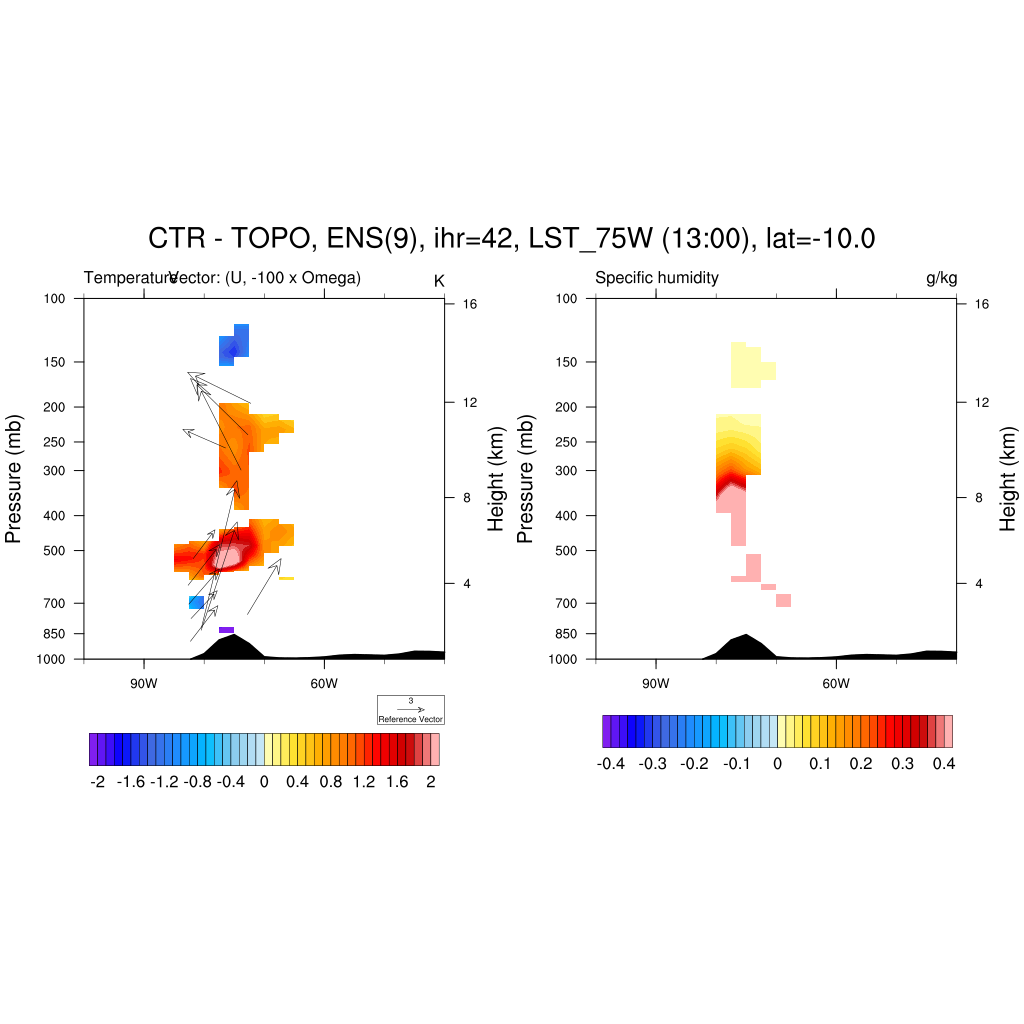 CTR - TOPO, ENS(9), ihr=42, LST_75W (13:00), lat=-10.0
Temperature Vector: (U, -100 x Omega) K
Specific humidity g/kg
100
150
200
250
300
400
500
700
850
1000
Pressure (mb)
16
12
8
4
Height (km)
90W 60W
3
Reference Vector
-2 -1.6 -1.2 -0.8 -0.4 0 0.4 0.8 1.2 1.6 2
100
150
200
250
300
400
500
700
850
1000
Pressure (mb)
16
12
8
4
Height (km)
90W 60W
-0.4 -0.3 -0.2 -0.1 0 0.1 0.2 0.3 0.4